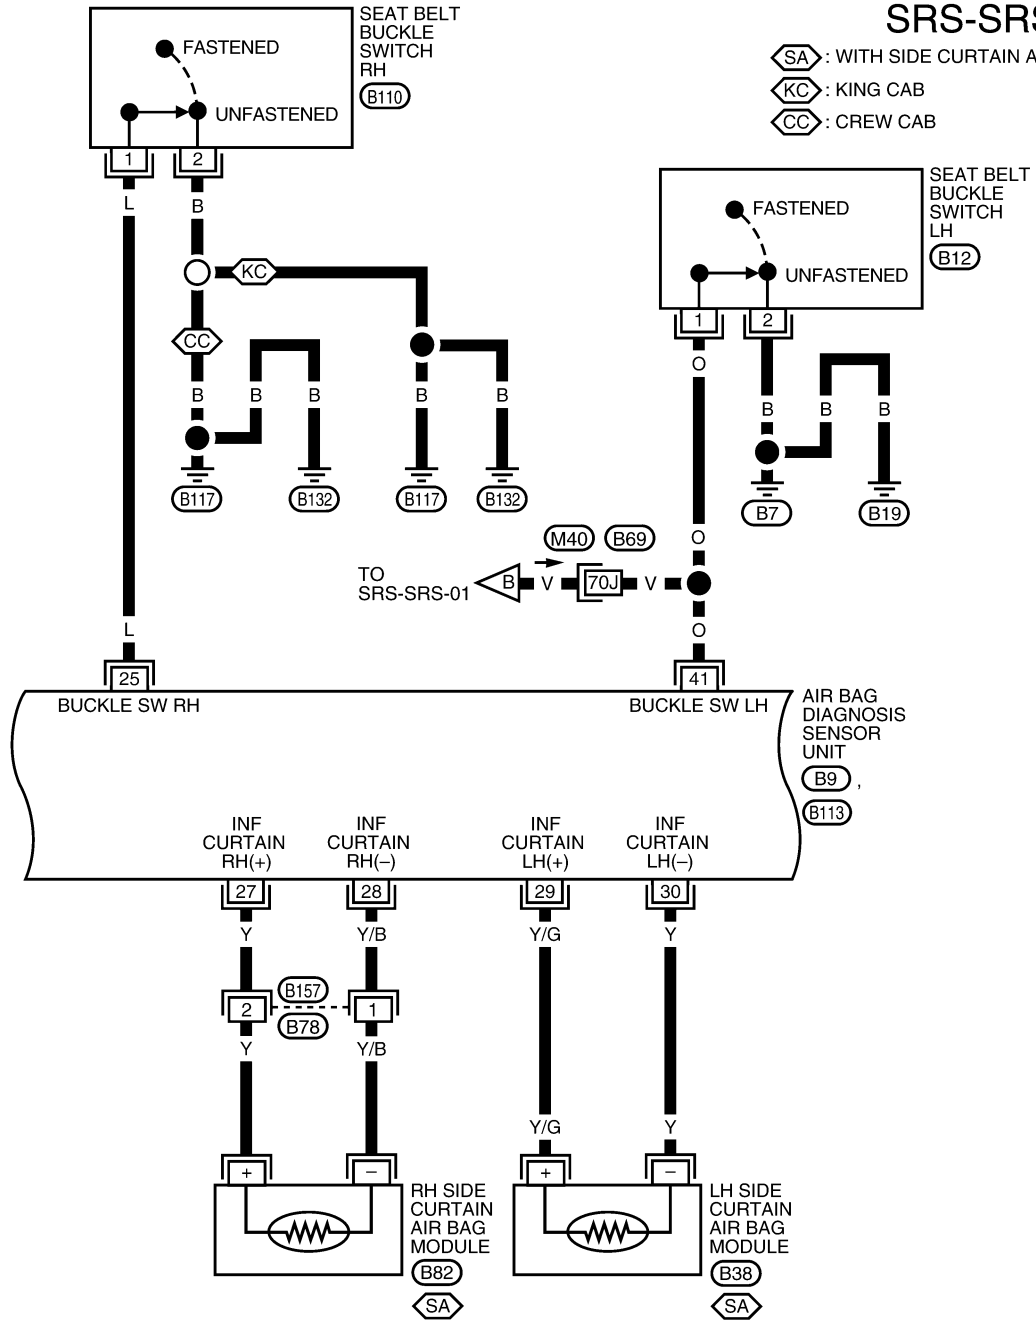 SRS-SRS
SA : WITH SIDE CURTAIN A
KC : KING CAB
CC : CREW CAB
SEAT BELT
BUCKLE
SWITCH
RH
B110
FASTENED
UNFASTENED
1
2
L
B
KC
CC
B
B
B
B
B
B117
B132
B117
B132
SEAT BELT
BUCKLE
SWITCH
LH
B12
FASTENED
UNFASTENED
1
2
O
B
B
B
B7
B19
O
M40
B69
TO
SRS-SRS-01
B
V
70J
V
L
O
25
41
BUCKLE SW RH
BUCKLE SW LH
AIR BAG
DIAGNOSIS
SENSOR
UNIT
B9 ,
B113
INF
CURTAIN
RH(+)
INF
CURTAIN
RH(–)
INF
CURTAIN
LH(+)
INF
CURTAIN
LH(–)
27
28
29
30
Y
Y/B
Y/G
Y
2
B157
B78
1
Y
Y/B
Y/G
Y
+
–
+
–
RH SIDE
CURTAIN
AIR BAG
MODULE
B82
SA
LH SIDE
CURTAIN
AIR BAG
MODULE
B38
SA